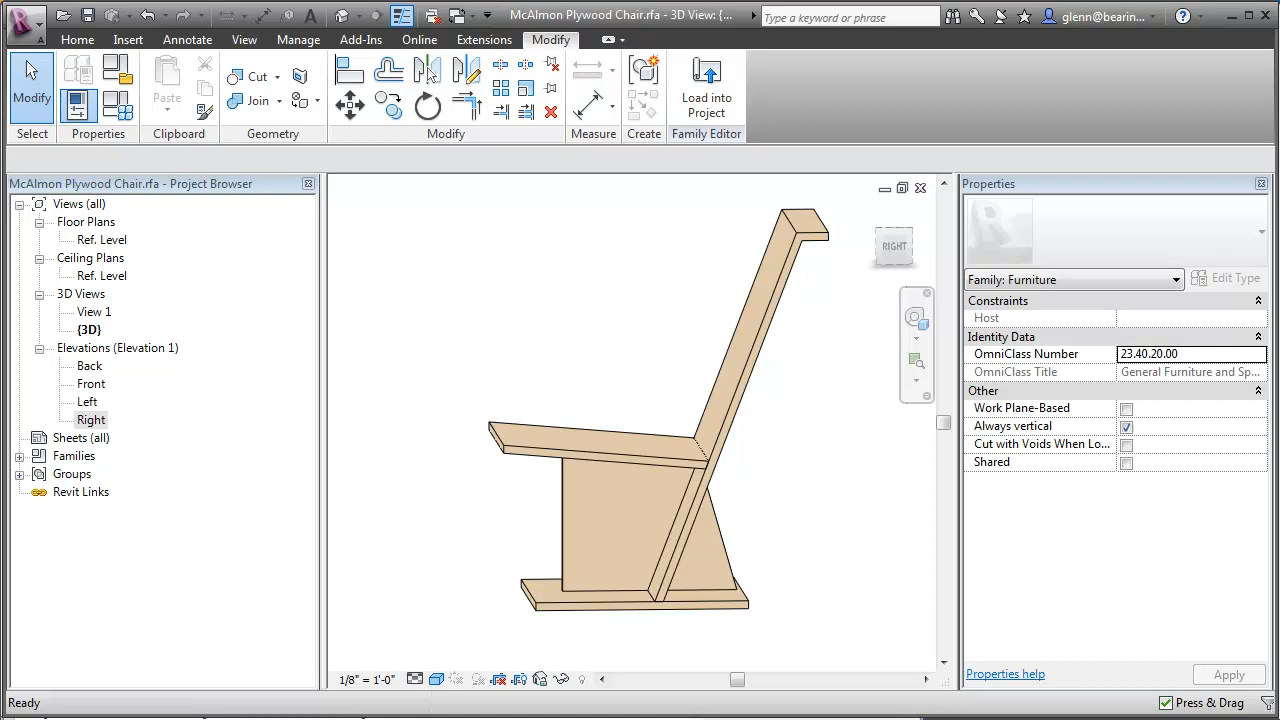 McAlmon Plywood Chair.rfa - 3D View: {...
Type a keyword or phrase
glenn@bearin...
Home
Insert
Annotate
View
Manage
Add-Ins
Online
Extensions
Modify
Modify
Paste
Cut
Join
Load into
Project
Select
Properties
Clipboard
Geometry
Modify
Measure
Create
Family Editor
McAlmon Plywood Chair.rfa - Project Browser
Views (all)
Floor Plans
Ref. Level
Ceiling Plans
Ref. Level
3D Views
View 1
{3D}
Elevations (Elevation 1)
Back
Front
Left
Right
Sheets (all)
Families
Groups
Revit Links
RIGHT
Properties
Family: Furniture
Edit Type
Constraints
Host
Identity Data
OmniClass Number 23.40.20.00
OmniClass Title General Furniture and Sp...
Other
Work Plane-Based
Always vertical
Cut with Voids When Lo...
Shared
Properties help
Apply
1/8" = 1'-0"
Ready
Press & Drag